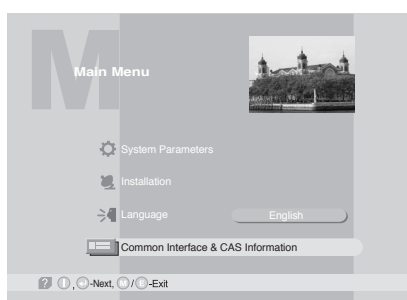 M
Main Menu
System Parameters
Installation
Language English
Common Interface & CAS Information
? I , -Next, M / E -Exit